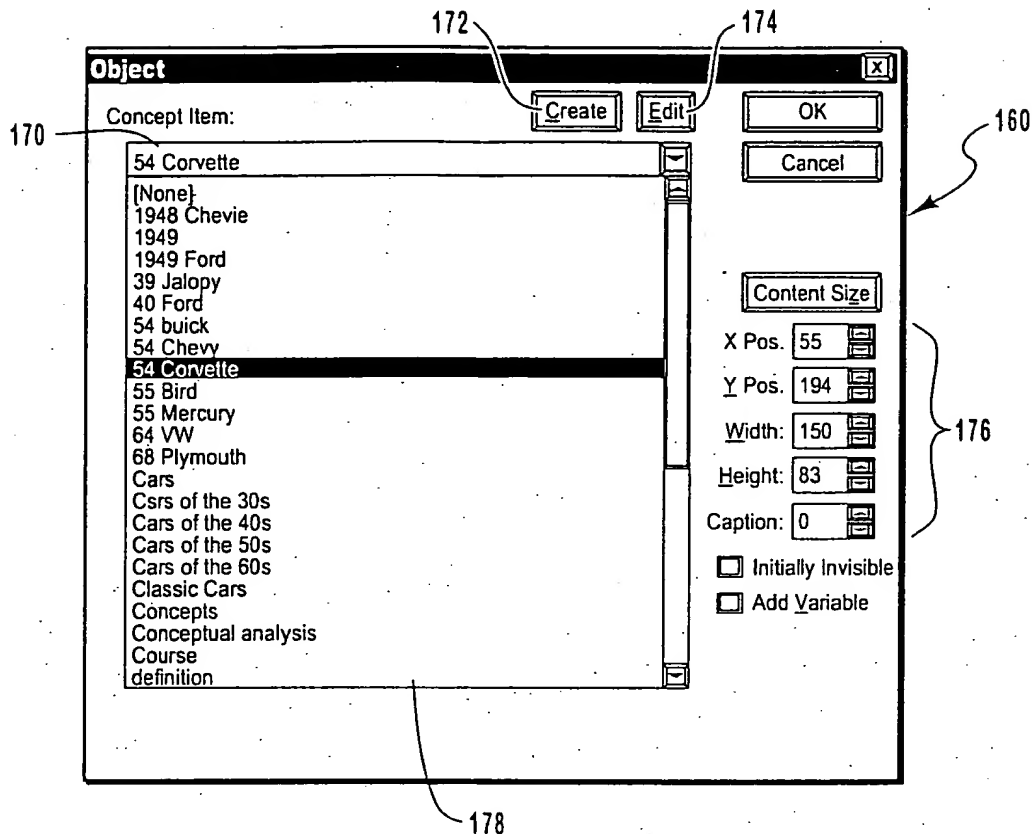 172
174
Object
X
Concept Item:
Create
Edit
OK
170
160
54 Corvette
Cancel
[None}
1948 Chevie
1949
1949 Ford
39 Jalopy
40 Ford
54 buick
54 Chevy
54 Corvette
55 Bird
55 Mercury
64 VW
68 Plymouth
Cars
Csrs of the 30s
Cars of the 40s
Cars of the 50s
Cars of the 60s
Classic Cars
Concepts
Conceptual analysis
Course
definition
Content Size
X Pos. 55
Y Pos. 194
Width: 150
Height: 83
Caption: 0
176
Initially Invisible
Add Variable
178